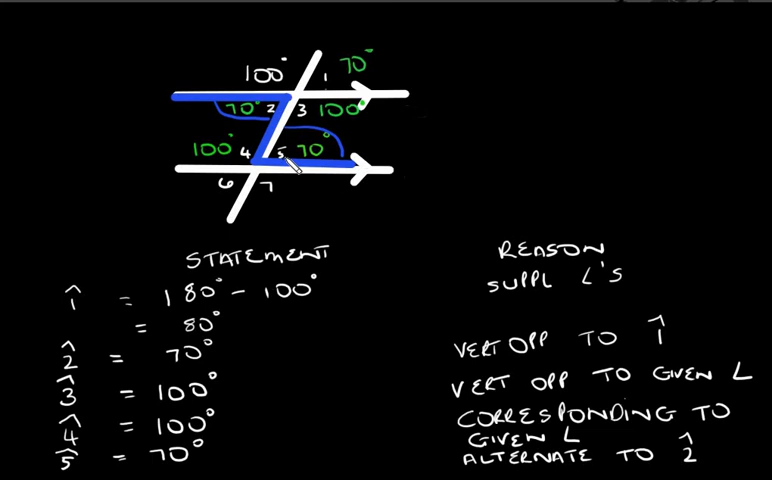 100° 1 70°
70° 2 3 100°
100° 4 5 70°
6 7
STATEMENT REASON
1̂ = 180° - 100° SUPPL ∠'S
= 80°
2̂ = 70° VERT OPP TO 1̂
3̂ = 100° VERT OPP TO GIVEN ∠
4̂ = 100° CORRESPONDING TO
GIVEN ∠
5̂ = 70° ALTERNATE TO 2̂